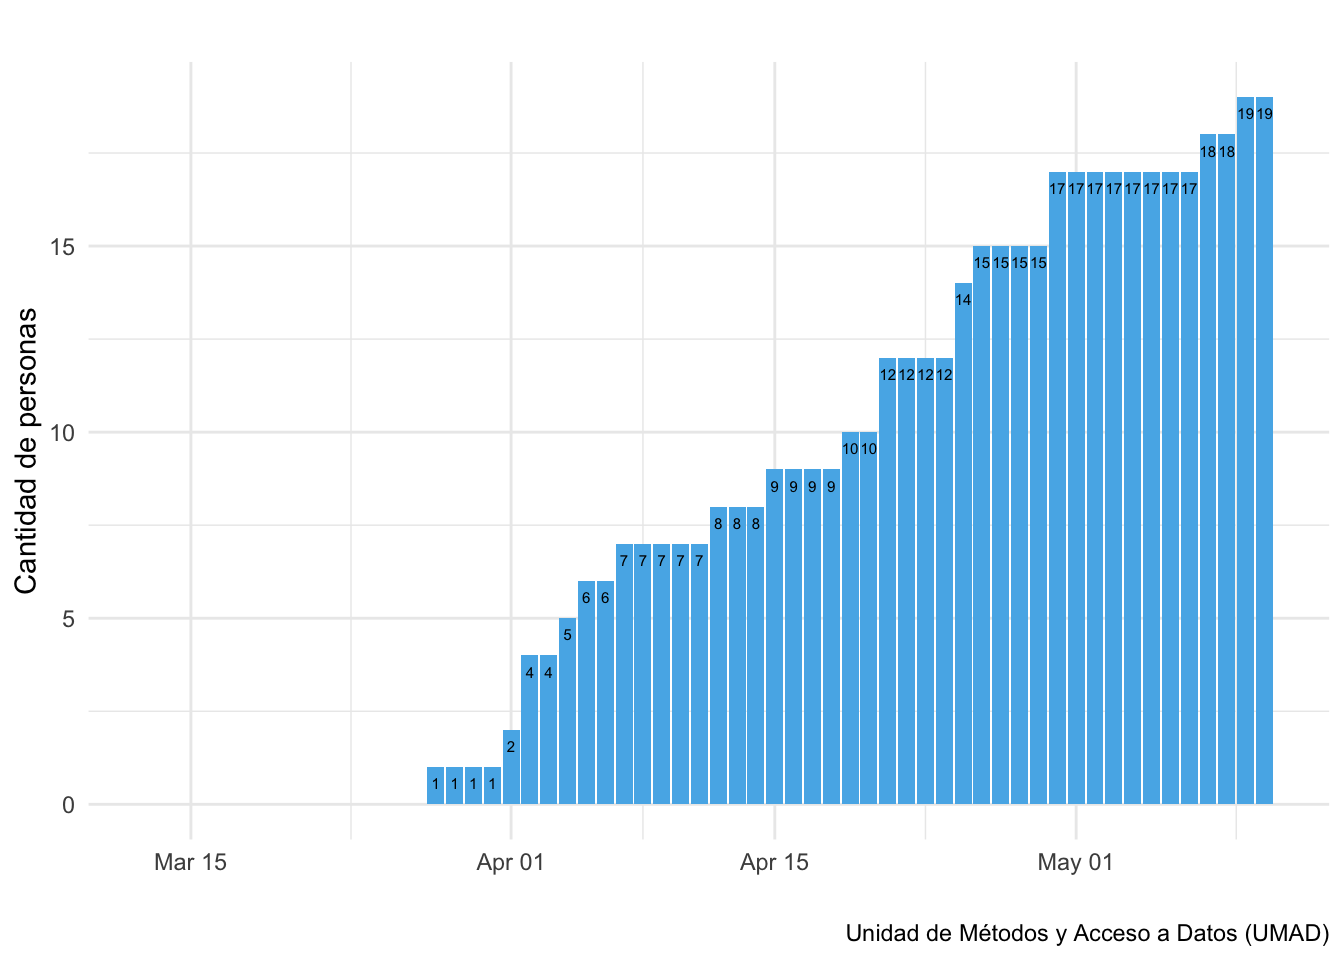 Cantidad de personas
19 19
18 18
17 17 17 17 17 17 17 17
15
15 15 15 15
14
12 12 12 12
10
10 10
9 9 9 9
8 8 8
7 7 7 7 7
6 6
5
5
4 4
2
1 1 1 1
0
Mar 15 Apr 01 Apr 15 May 01
Unidad de Métodos y Acceso a Datos (UMAD)